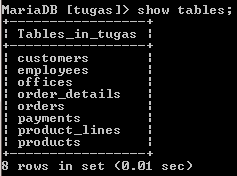 MariaDB [tugas]> show tables;
+-----------------+
| Tables_in_tugas |
+-----------------+
| customers       |
| employees       |
| offices         |
| order_details   |
| orders          |
| payments        |
| product_lines   |
| products        |
+-----------------+
8 rows in set (0.01 sec)